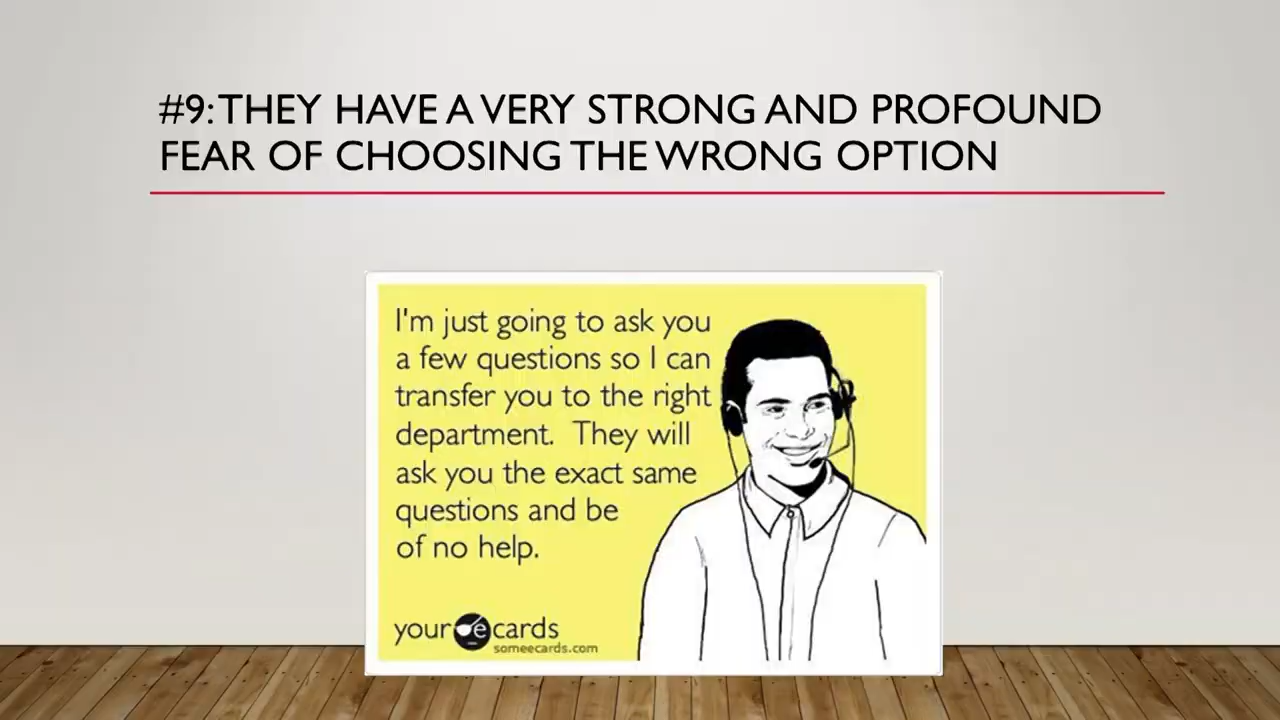 #9: THEY HAVE A VERY STRONG AND PROFOUND
FEAR OF CHOOSING THE WRONG OPTION
I'm just going to ask you
a few questions so I can
transfer you to the right
department. They will
ask you the exact same
questions and be
of no help.
your e cards
someecards.com